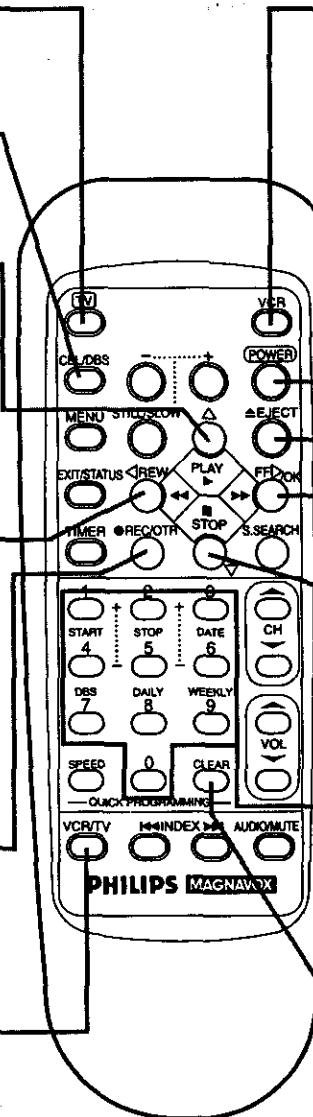 TV VCR
CBL/DBS − + POWER
MENU STILL/SLOW △ ▲EJECT
EXIT/STATUS ◁REW PLAY ▶ FF▷OK
◀◀ ▶▶
■ STOP
TIMER ●REC/OTR ▽ S.SEARCH
1 2 3
+ +
START STOP DATE CH
4 − 5 − 6
DBS DAILY WEEKLY
7 8 9 VOL
SPEED 0 CLEAR
QUICK PROGRAMMING
VCR/TV |◀◀INDEX▶▶| AUDIO/MUTE
PHILIPS MAGNAVOX